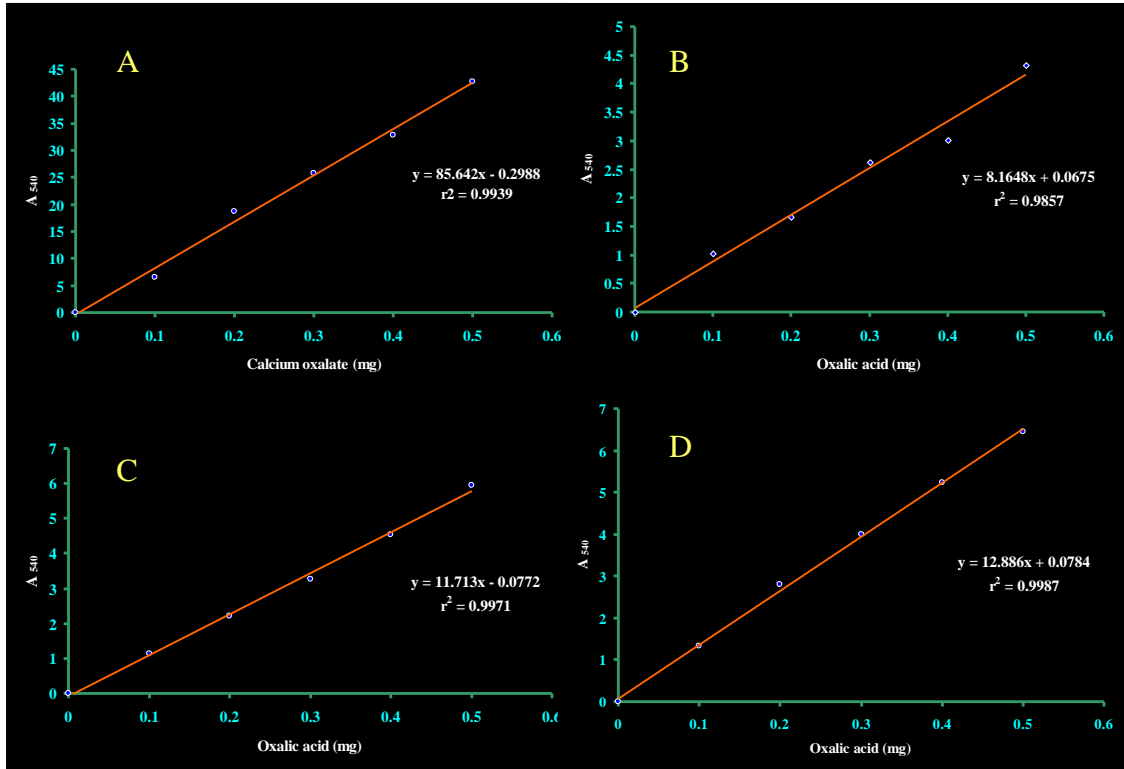 A
45
40
35
30
25
20
15
10
5
0
A 540
y = 85.642x - 0.2988
r2 = 0.9939
0 0.1 0.2 0.3 0.4 0.5 0.6
Calcium oxalate (mg)
B
5
4.5
4
3.5
3
2.5
2
1.5
1
0.5
0
A 540
y = 8.1648x + 0.0675
r² = 0.9857
0 0.1 0.2 0.3 0.4 0.5 0.6
Oxalic acid (mg)
C
7
6
5
4
3
2
1
0
A 540
y = 11.713x - 0.0772
r² = 0.9971
0 0.1 0.2 0.3 0.4 0.5 0.6
Oxalic acid (mg)
D
7
6
5
4
3
2
1
0
A 540
y = 12.886x + 0.0784
r² = 0.9987
0 0.1 0.2 0.3 0.4 0.5 0.6
Oxalic acid (mg)